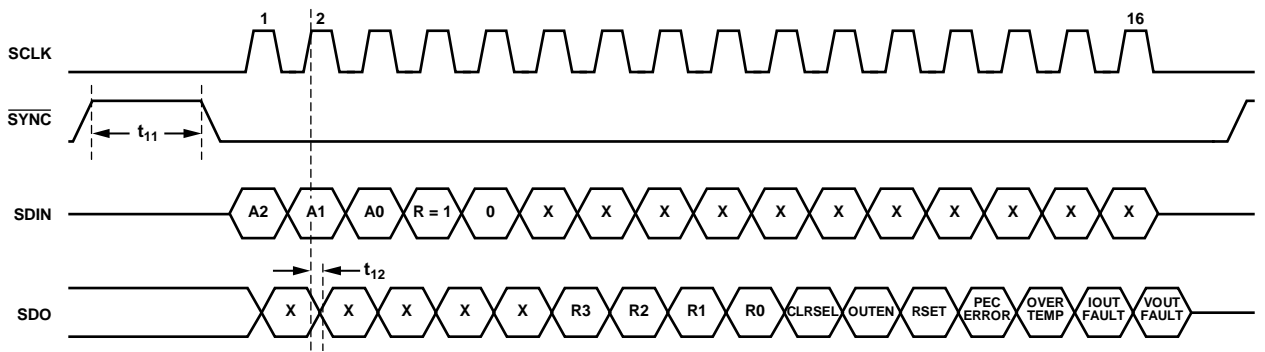 1 2 16
SCLK
SYNC
t11
SDIN A2 A1 A0 R = 1 0 X X X X X X X X X X X
t12
SDO X X X X X R3 R2 R1 R0 CLRSEL OUTEN RSET PEC ERROR OVER TEMP IOUT FAULT VOUT FAULT